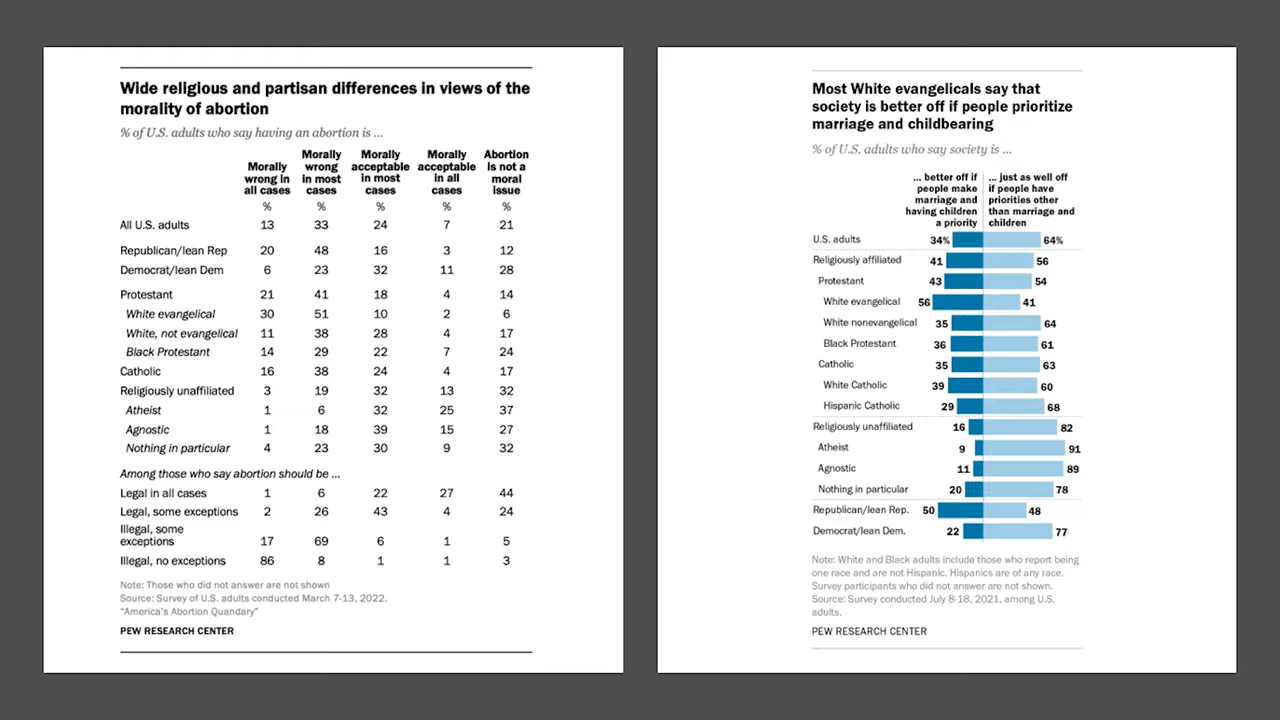 Wide religious and partisan differences in views of the
morality of abortion
% of U.S. adults who say having an abortion is ...
Morally wrong in all cases Morally wrong in most cases Morally acceptable in most cases Morally acceptable in all cases Abortion is not a moral issue
% % % % %
All U.S. adults 13 33 24 7 21
Republican/lean Rep 20 48 16 3 12
Democrat/lean Dem 6 23 32 11 28
Protestant 21 41 18 4 14
White evangelical 30 51 10 2 6
White, not evangelical 11 38 28 4 17
Black Protestant 14 29 22 7 24
Catholic 16 38 24 4 17
Religiously unaffiliated 3 19 32 13 32
Atheist 1 6 32 25 37
Agnostic 1 18 39 15 27
Nothing in particular 4 23 30 9 32
Among those who say abortion should be ...
Legal in all cases 1 6 22 27 44
Legal, some exceptions 2 26 43 4 24
Illegal, some
exceptions 17 69 6 1 5
Illegal, no exceptions 86 8 1 1 3
Note: Those who did not answer are not shown
Source: Survey of U.S. adults conducted March 7-13, 2022.
“America’s Abortion Quandary”
PEW RESEARCH CENTER
Most White evangelicals say that
society is better off if people prioritize
marriage and childbearing
% of U.S. adults who say society is ...
... better off if
people make
marriage and
having children
a priority
... just as well off
if people have
priorities other
than marriage and
children
U.S. adults 34% 64%
Religiously affiliated 41 56
Protestant 43 54
White evangelical 56 41
White nonevangelical 35 64
Black Protestant 36 61
Catholic 35 63
White Catholic 39 60
Hispanic Catholic 29 68
Religiously unaffiliated 16 82
Atheist 9 91
Agnostic 11 89
Nothing in particular 20 78
Republican/lean Rep. 50 48
Democrat/lean Dem. 22 77
Note: White and Black adults include those who report being
one race and are not Hispanic. Hispanics are of any race.
Survey participants who did not answer are not shown.
Source: Survey conducted July 8-18, 2021, among U.S.
adults.
PEW RESEARCH CENTER